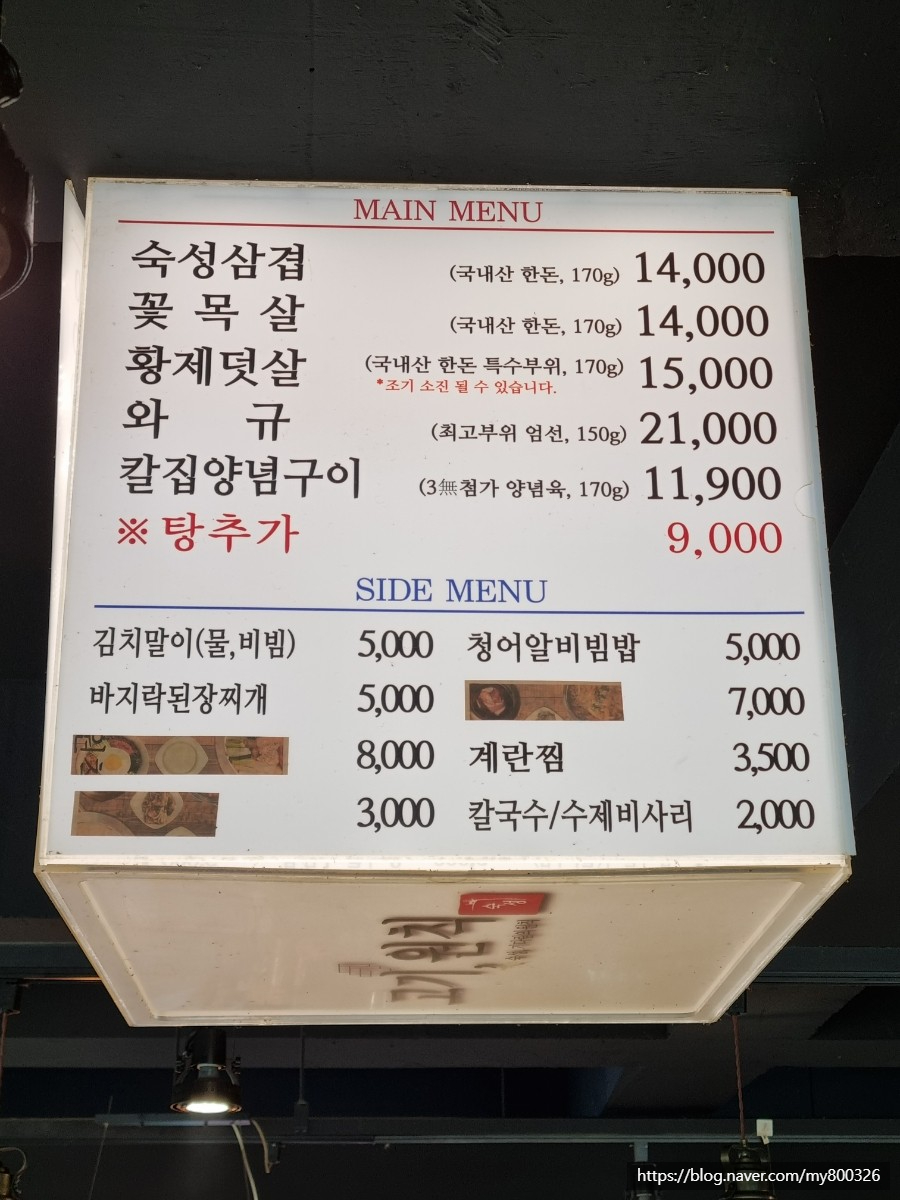 MAIN MENU
숙성삼겹 (국내산 한돈, 170g) 14,000
꽃 목 살 (국내산 한돈, 170g) 14,000
황제덧살 (국내산 한돈 특수부위, 170g) 15,000
*조기 소진 될 수 있습니다.
와 규 (최고부위 엄선, 150g) 21,000
칼집양념구이 (3無첨가 양념육, 170g) 11,900
※ 탕추가 9,000
SIDE MENU
김치말이(물,비빔) 5,000 청어알비빔밥 5,000
바지락된장찌개 5,000 7,000
8,000 계란찜 3,500
3,000 칼국수/수제비사리 2,000
고기원칙
https://blog.naver.com/my800326